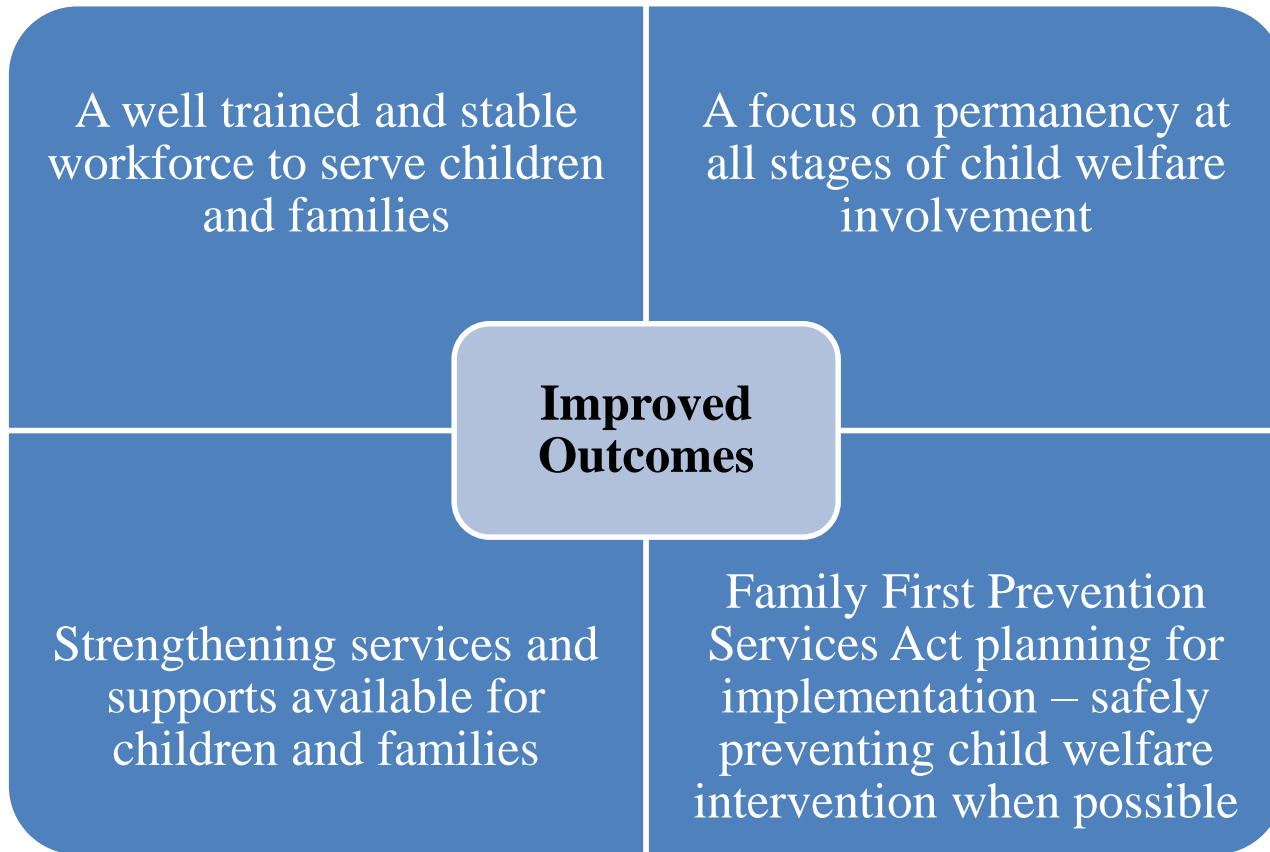 A well trained and stable
workforce to serve children
and families
A focus on permanency at
all stages of child welfare
involvement
Improved
Outcomes
Strengthening services and
supports available for
children and families
Family First Prevention
Services Act planning for
implementation – safely
preventing child welfare
intervention when possible